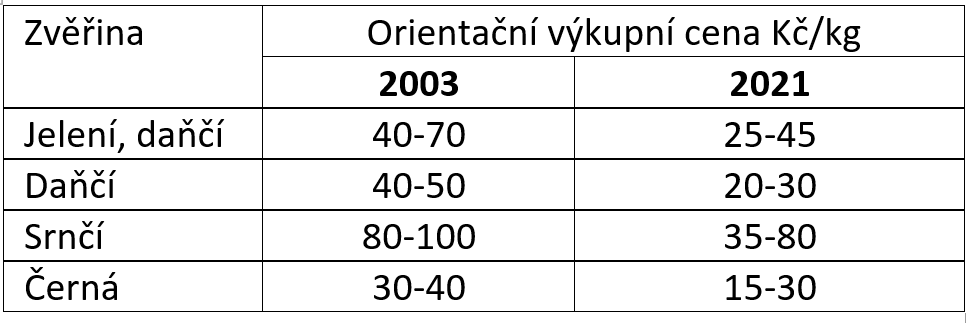 Zvěřina Orientační výkupní cena Kč/kg
2003 2021
Jelení, daňčí 40-70 25-45
Daňčí 40-50 20-30
Srnčí 80-100 35-80
Černá 30-40 15-30